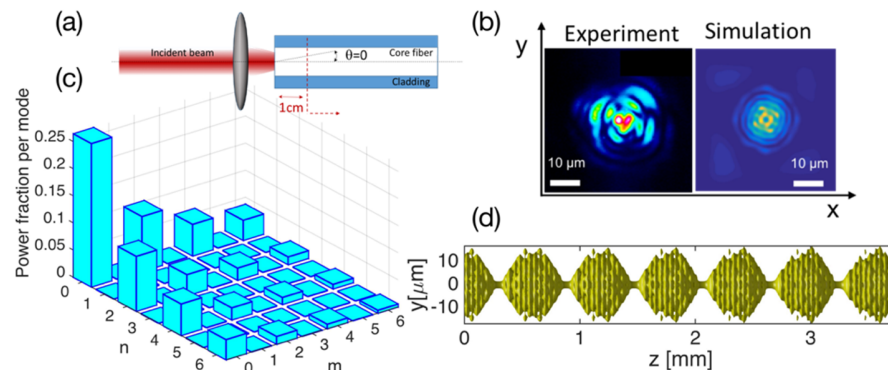 (a)
Incident beam
Core fiber
θ=0
Cladding
1cm
(b)
y
Experiment
Simulation
10 µm
10 µm
x
(c)
Power fraction per mode
0.25
0.2
0.15
0.1
0.05
0
0
1
2
3
4
5
6
n
0
1
2
3
4
5
6
m
(d)
y[µm]
10
0
-10
0
1
2
3
z [mm]